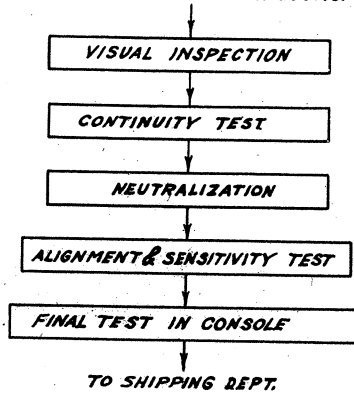 VISUAL INSPECTION
CONTINUITY TEST
NEUTRALIZATION
ALIGNMENT & SENSITIVITY TEST
FINAL TEST IN CONSOLE
TO SHIPPING DEPT.